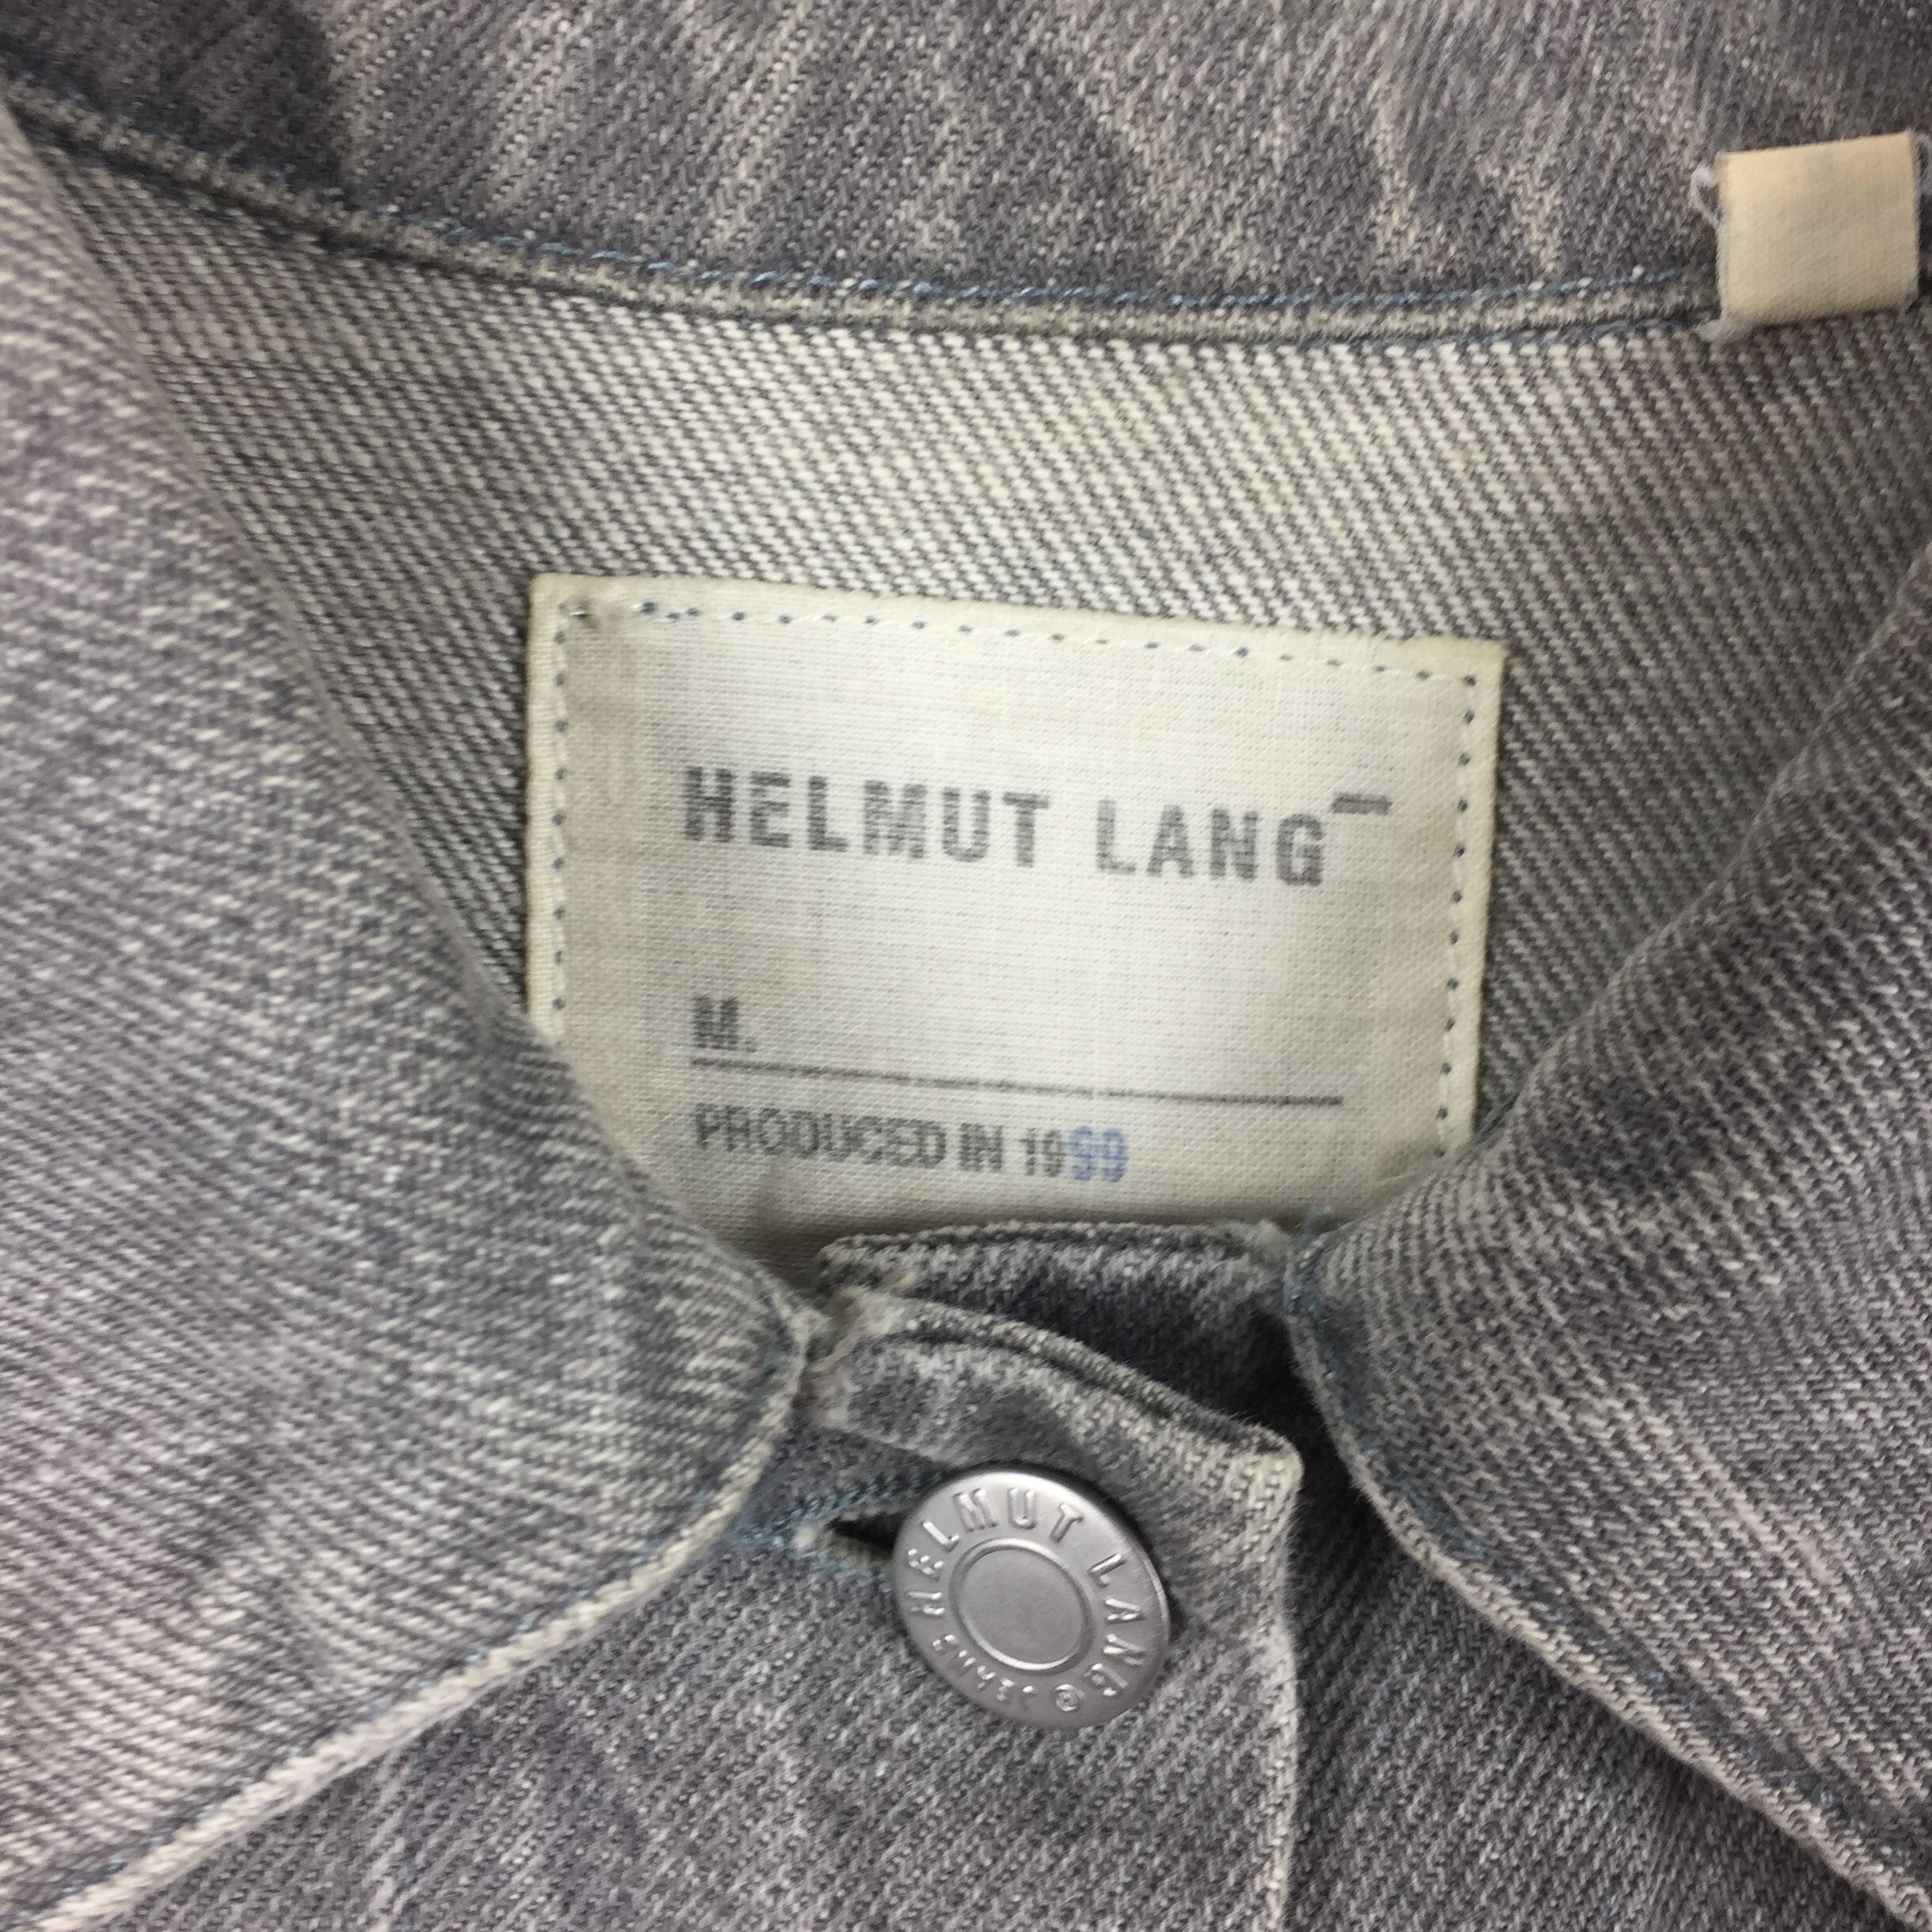 HELMUT LANG
M.
PRODUCED IN 1999
HELMUT LANG ® JEANS